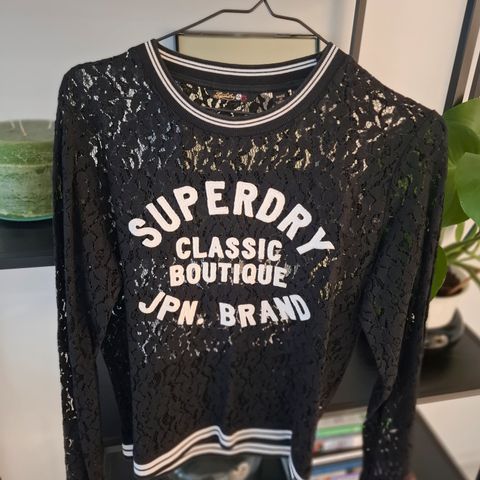 SUPERDRY
CLASSIC
BOUTIQUE
JPN. BRAND